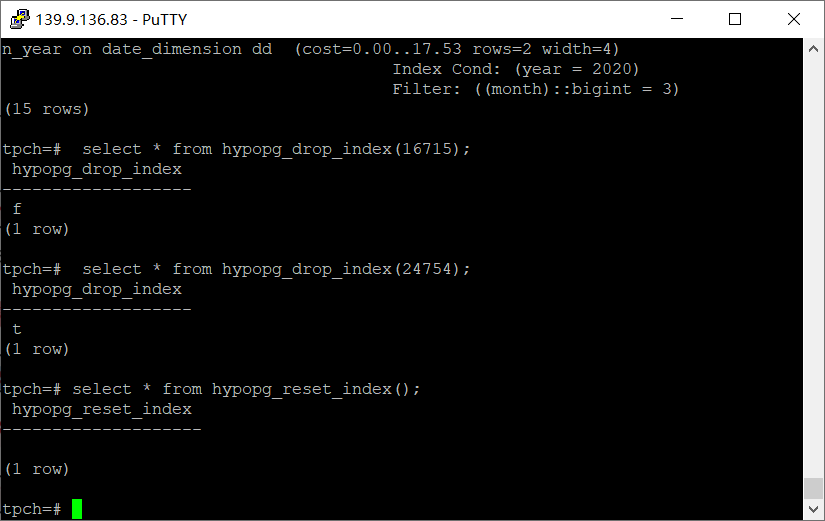 139.9.136.83 - PuTTY
n_year on date_dimension dd  (cost=0.00..17.53 rows=2 width=4)
                                       Index Cond: (year = 2020)
                                       Filter: ((month)::bigint = 3)
(15 rows)
tpch=#  select * from hypopg_drop_index(16715);
 hypopg_drop_index
-------------------
 f
(1 row)
tpch=#  select * from hypopg_drop_index(24754);
 hypopg_drop_index
-------------------
 t
(1 row)
tpch=# select * from hypopg_reset_index();
 hypopg_reset_index
--------------------
(1 row)
tpch=#